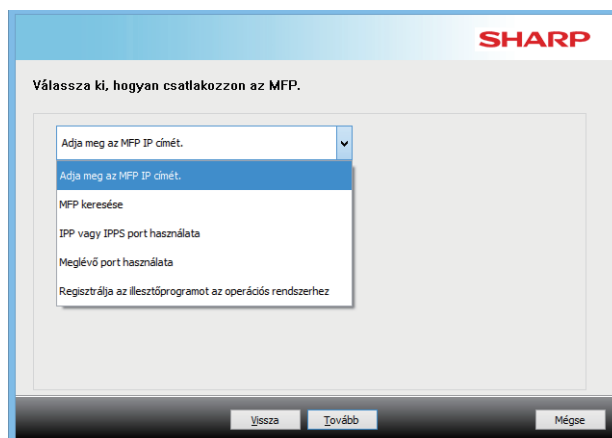 SHARP
Válassza ki, hogyan csatlakozzon az MFP.
Adja meg az MFP IP címét.
Adja meg az MFP IP címét.
MFP keresése
IPP vagy IPPS port használata
Meglévő port használata
Regisztrálja az illesztőprogramot az operációs rendszerhez
Vissza Tovább Mégse